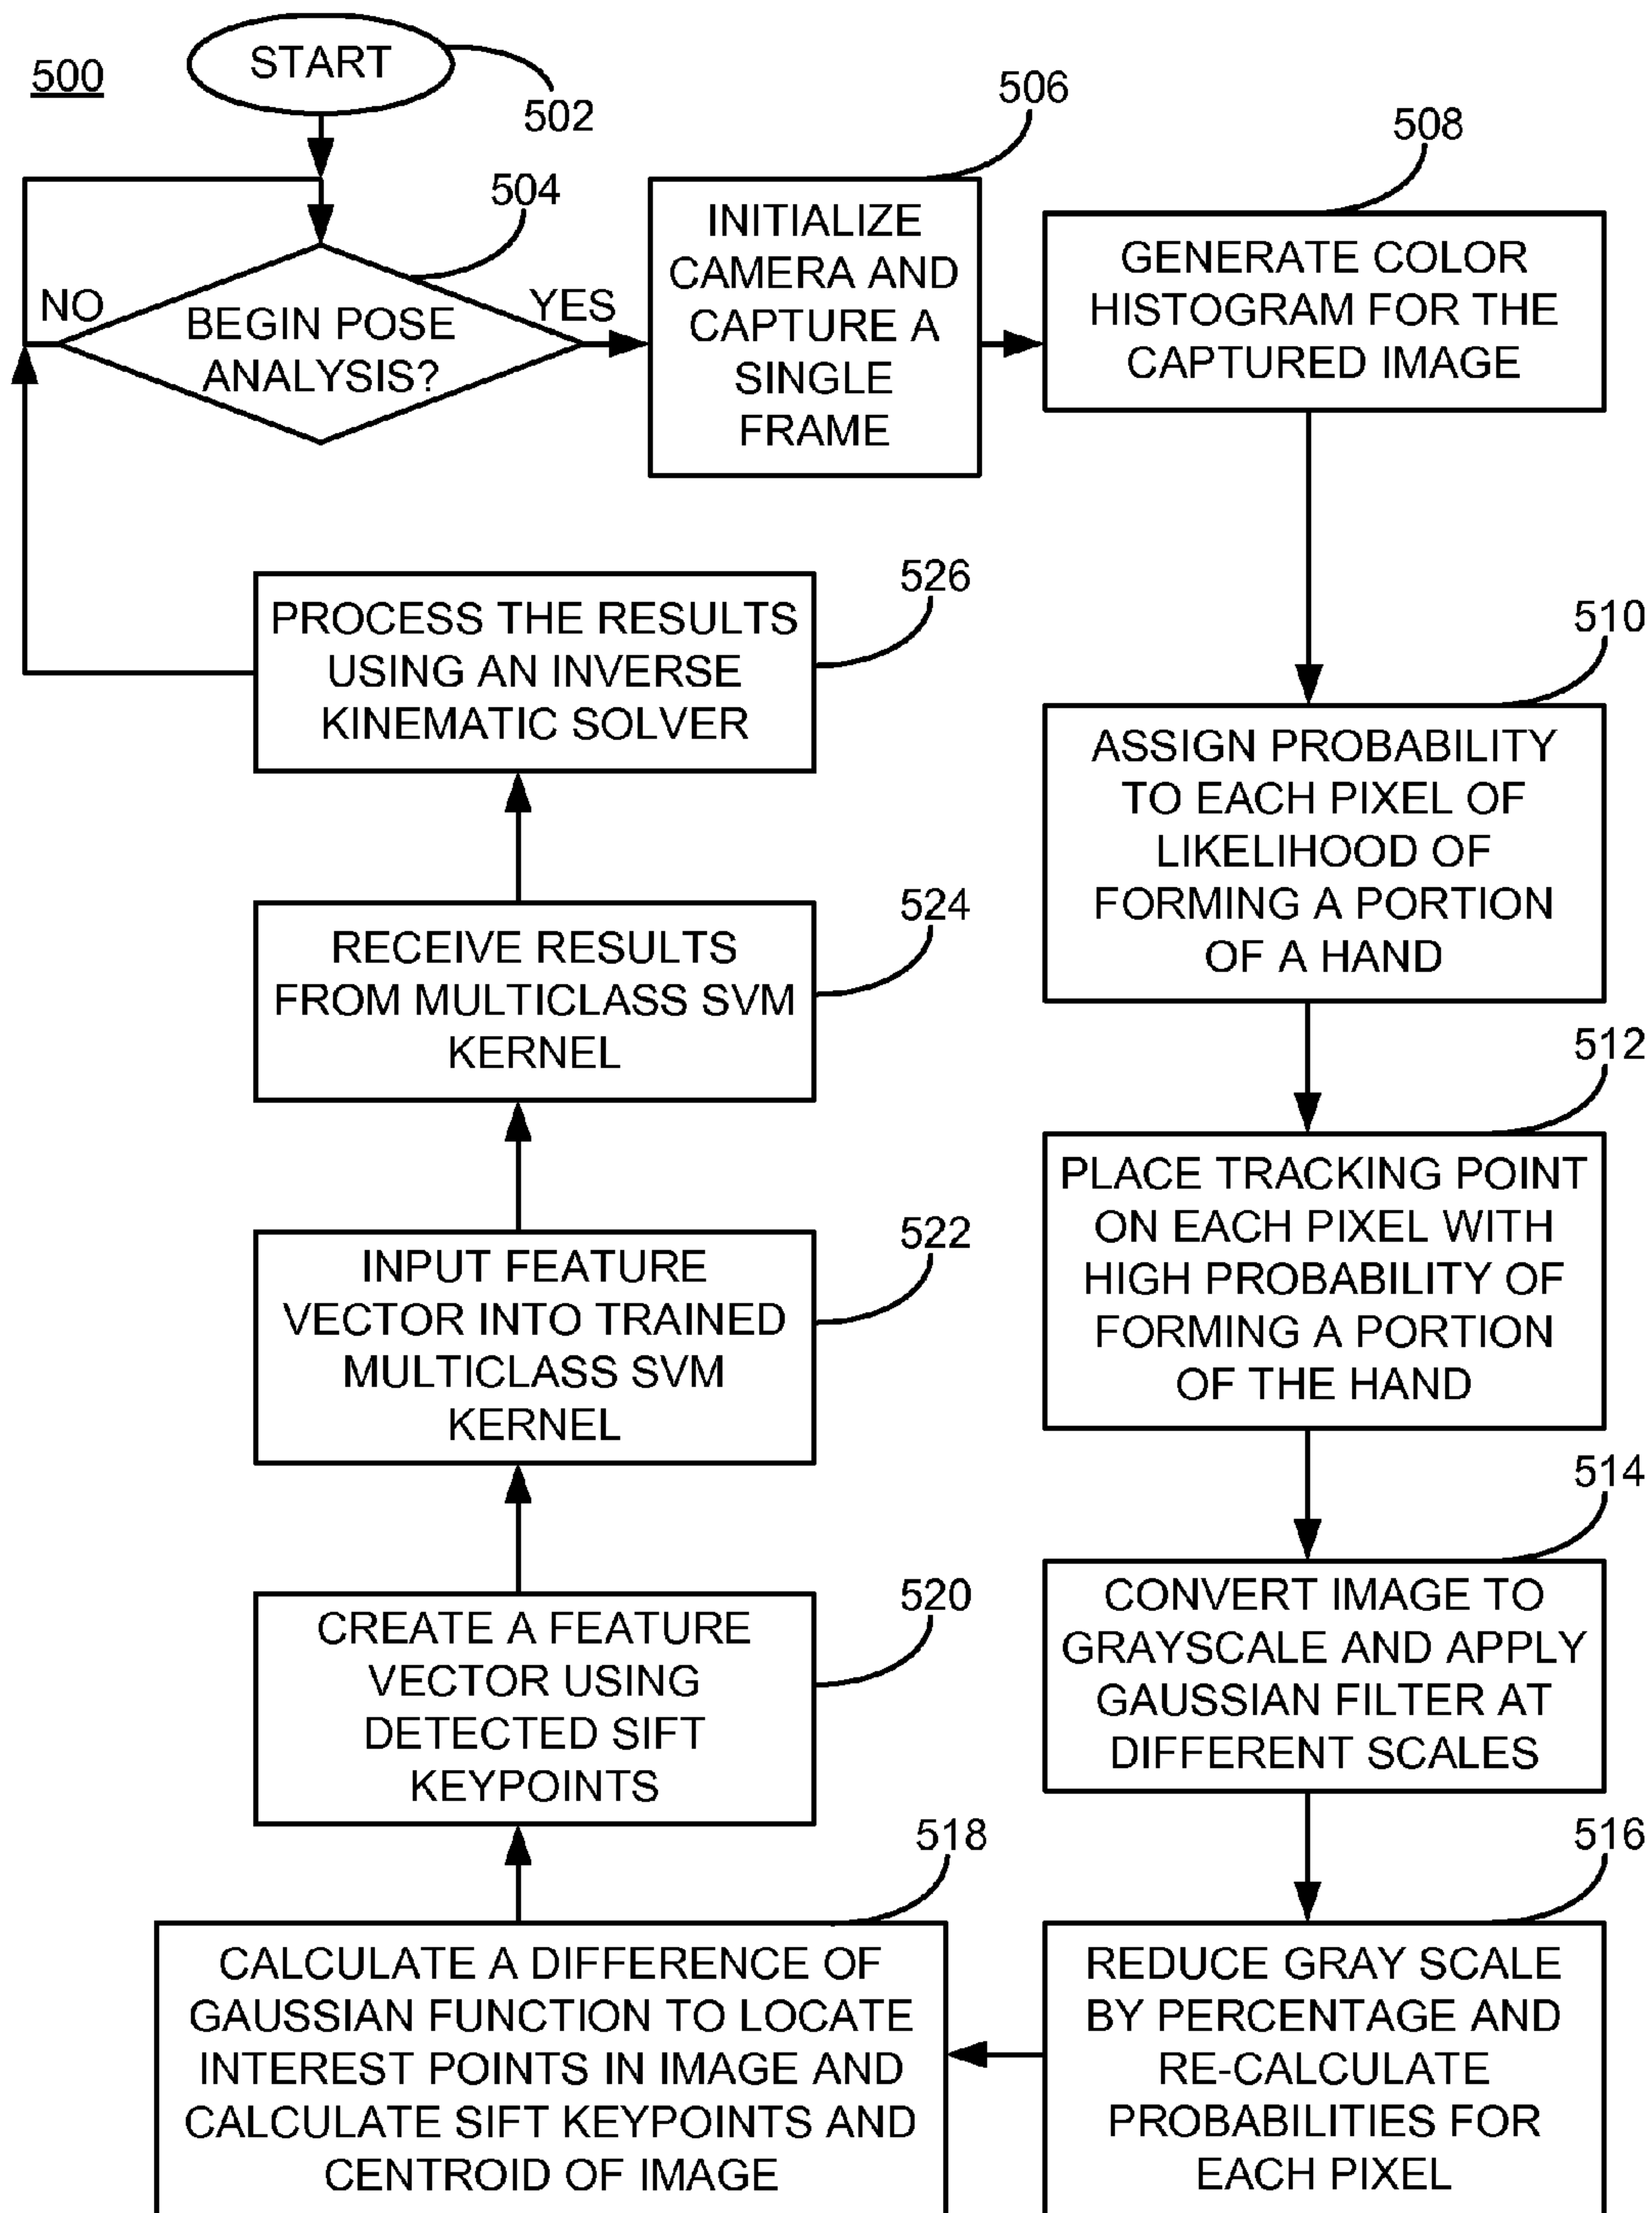 500
START
502
504
NO
YES
BEGIN POSE
ANALYSIS?
506
INITIALIZE
CAMERA AND
CAPTURE A
SINGLE
FRAME
508
GENERATE COLOR
HISTOGRAM FOR THE
CAPTURED IMAGE
510
ASSIGN PROBABILITY
TO EACH PIXEL OF
LIKELIHOOD OF
FORMING A PORTION
OF A HAND
512
PLACE TRACKING POINT
ON EACH PIXEL WITH
HIGH PROBABILITY OF
FORMING A PORTION
OF THE HAND
514
CONVERT IMAGE TO
GRAYSCALE AND APPLY
GAUSSIAN FILTER AT
DIFFERENT SCALES
516
REDUCE GRAY SCALE
BY PERCENTAGE AND
RE-CALCULATE
PROBABILITIES FOR
EACH PIXEL
518
CALCULATE A DIFFERENCE OF
GAUSSIAN FUNCTION TO LOCATE
INTEREST POINTS IN IMAGE AND
CALCULATE SIFT KEYPOINTS AND
CENTROID OF IMAGE
520
CREATE A FEATURE
VECTOR USING
DETECTED SIFT
KEYPOINTS
522
INPUT FEATURE
VECTOR INTO TRAINED
MULTICLASS SVM
KERNEL
524
RECEIVE RESULTS
FROM MULTICLASS SVM
KERNEL
526
PROCESS THE RESULTS
USING AN INVERSE
KINEMATIC SOLVER